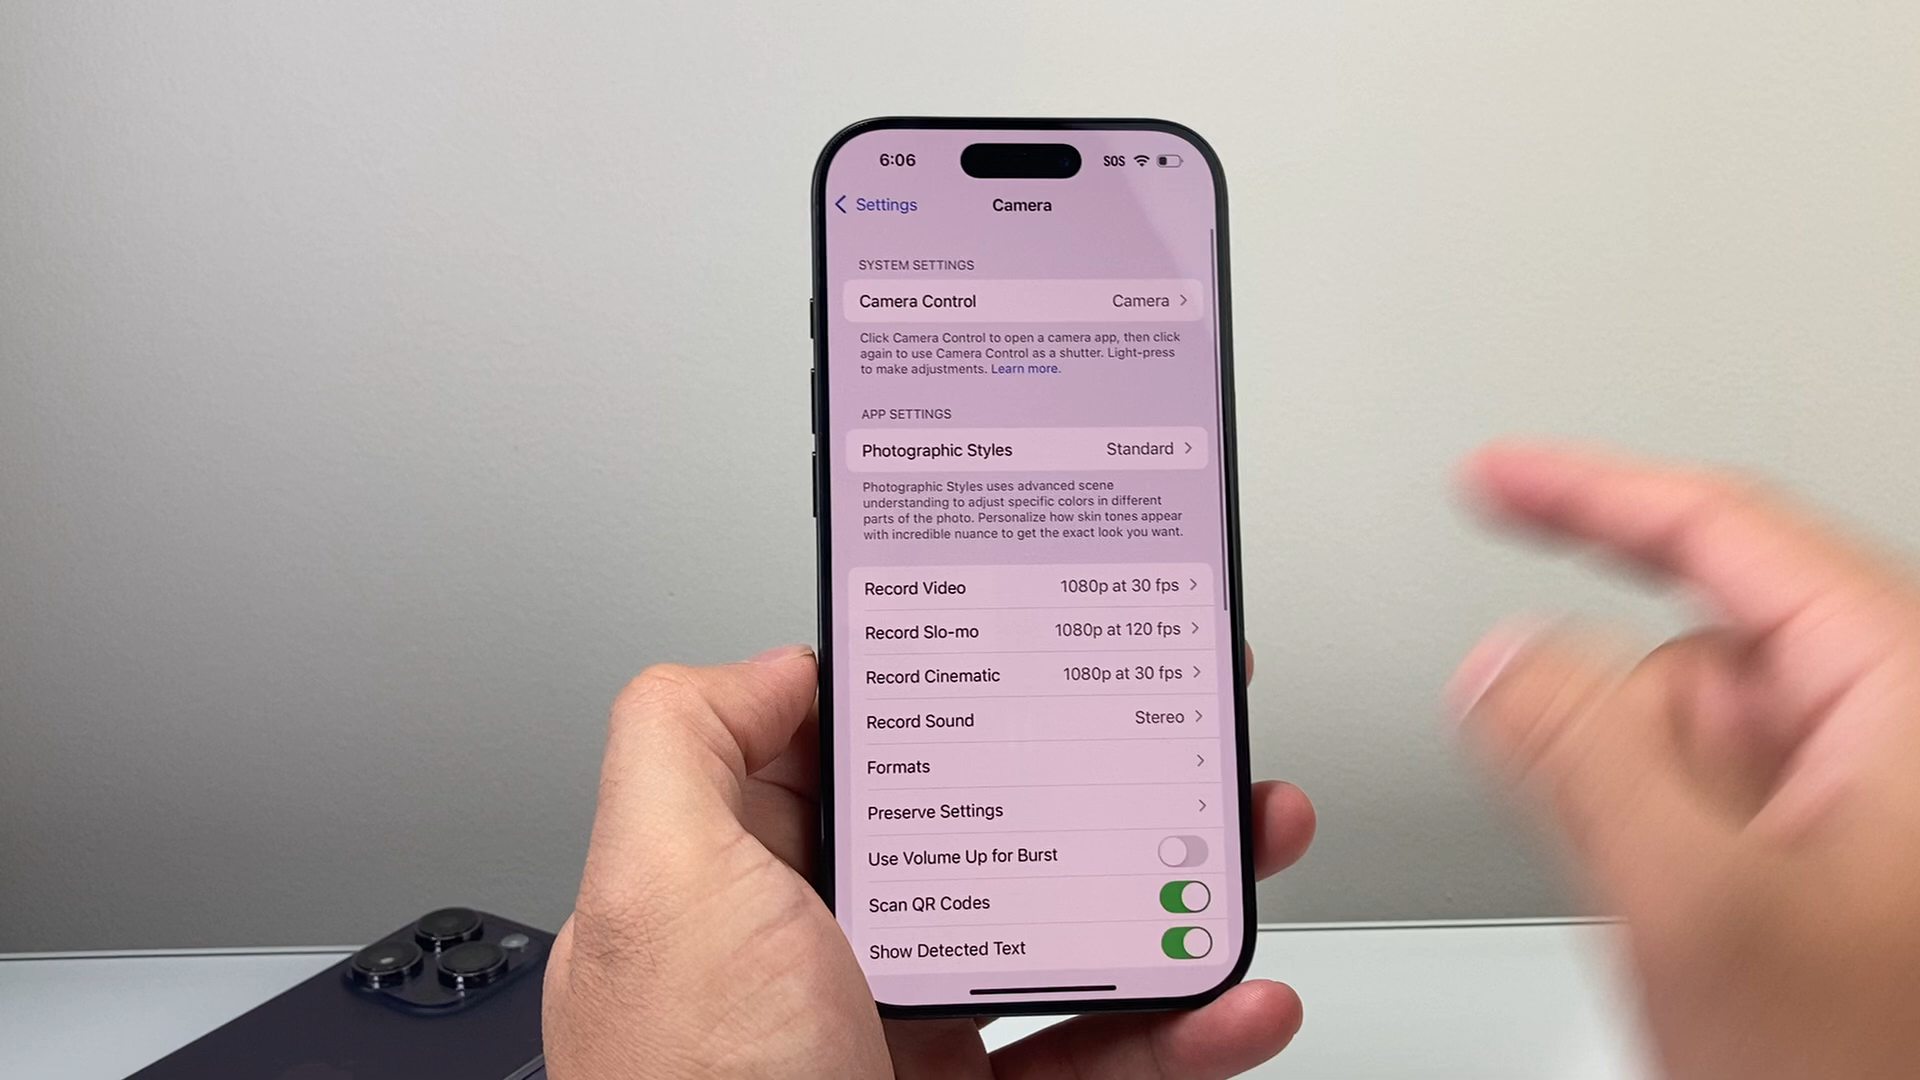 6:06 SOS
Settings Camera
SYSTEM SETTINGS
Camera Control Camera
Click Camera Control to open a camera app, then click
again to use Camera Control as a shutter. Light-press
to make adjustments. Learn more.
APP SETTINGS
Photographic Styles Standard
Photographic Styles uses advanced scene
understanding to adjust specific colors in different
parts of the photo. Personalize how skin tones appear
with incredible nuance to get the exact look you want.
Record Video 1080p at 30 fps
Record Slo-mo 1080p at 120 fps
Record Cinematic 1080p at 30 fps
Record Sound Stereo
Formats
Preserve Settings
Use Volume Up for Burst
Scan QR Codes
Show Detected Text